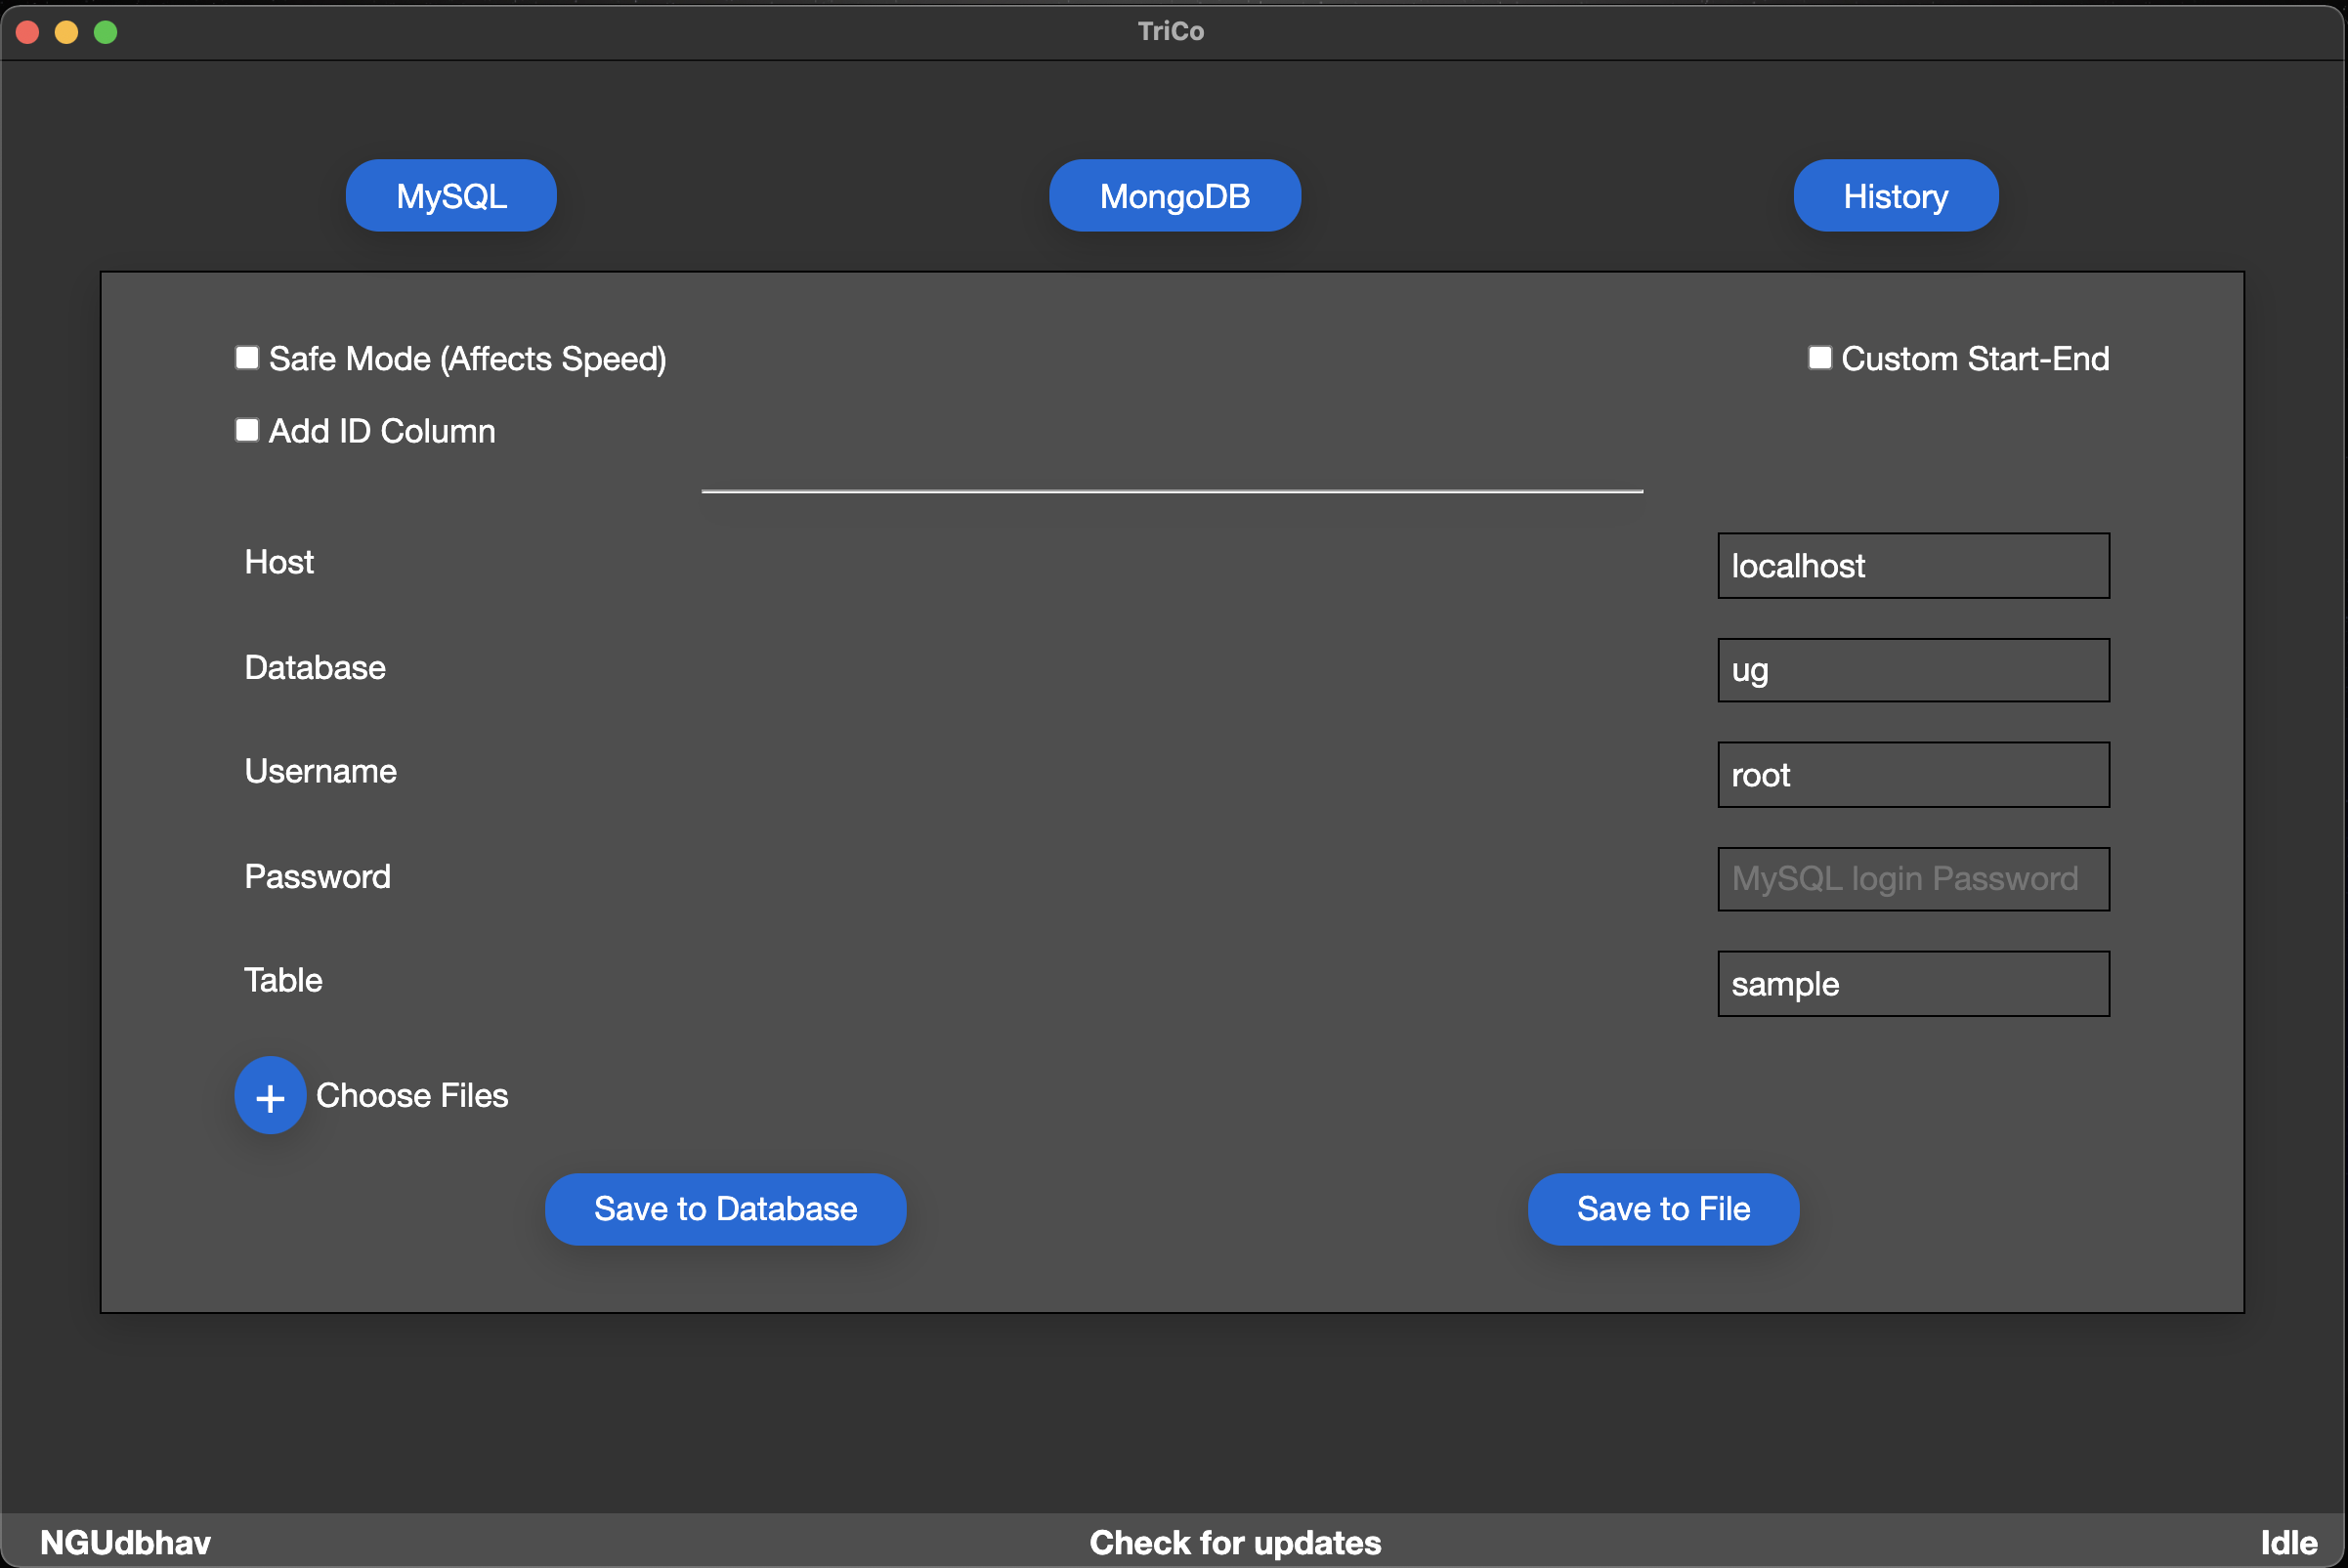 TriCo
MySQL MongoDB History
Safe Mode (Affects Speed) Custom Start-End
Add ID Column
Host localhost
Database ug
Username root
Password MySQL login Password
Table sample
+ Choose Files
Save to Database Save to File
NGUdbhav Check for updates Idle